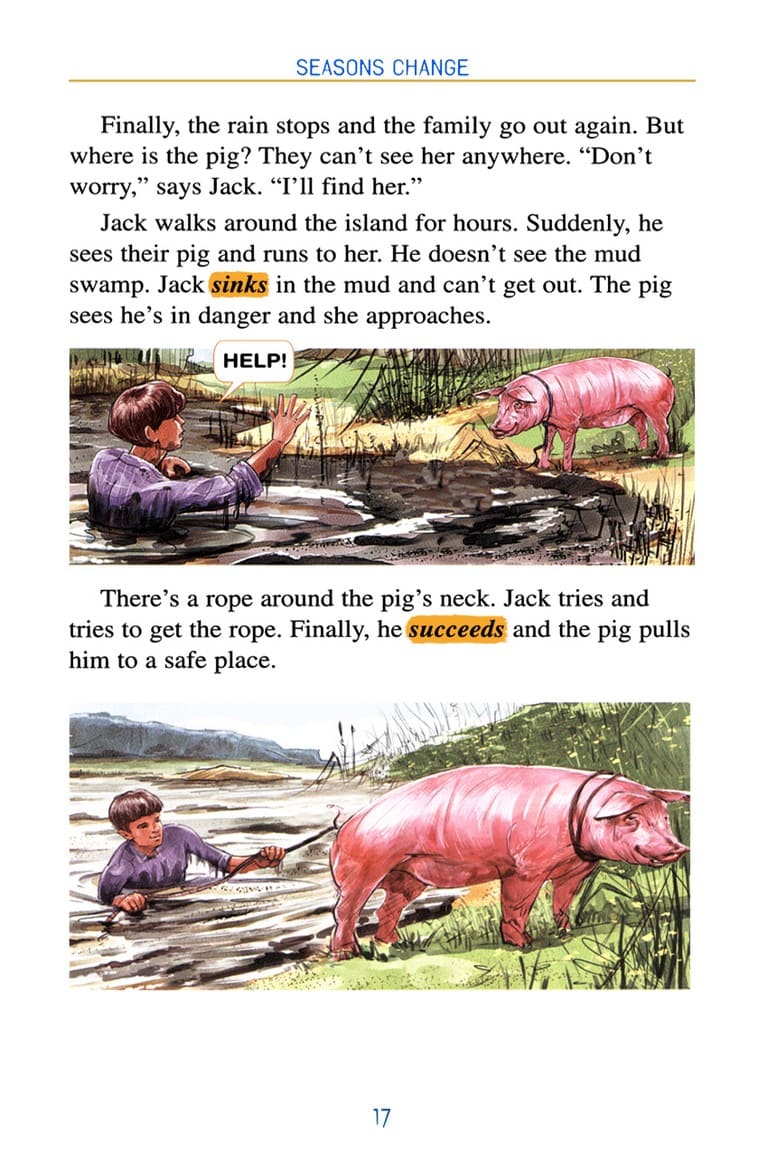 SEASONS CHANGE
Finally, the rain stops and the family go out again. But
where is the pig? They can’t see her anywhere. “Don’t
worry,” says Jack. “I’ll find her.”
Jack walks around the island for hours. Suddenly, he
sees their pig and runs to her. He doesn’t see the mud
swamp. Jack sinks in the mud and can’t get out. The pig
sees he’s in danger and she approaches.
HELP!
There’s a rope around the pig’s neck. Jack tries and
tries to get the rope. Finally, he succeeds and the pig pulls
him to a safe place.
17